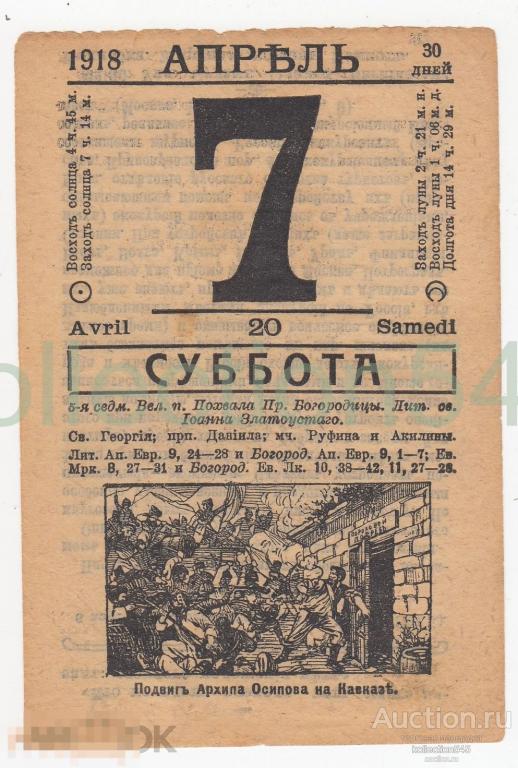 1918 АПРѢЛЬ 30 ДНЕЙ
Восходъ солнца 4 ч. 45 м.
Заходъ солнца 7 ч. 14 м.
7
Заходъ луны 2 ч. 21 м. н.
Восходъ луны 1 ч. 06 м. д.
Долгота дня 14 ч. 29 м.
Avril 20 Samedi
СУББОТА
5-я седм. Вел. п. Похвала Пр. Богородицы. Лит. св.
Іоанна Златоустаго.
Св. Георгія; прп. Даніила; мч. Руфина и Акилины.
Лит. Ап. Евр. 9, 24—28 и Богород. Ап. Евр. 9, 1—7; Ев.
Мрк. 8, 27—31 и Богород. Ев. Лк. 10, 38—42, 11, 27—28.
Подвигъ Архипа Осипова на Кавказѣ.
Auction.ru
kollection545
auction.ru